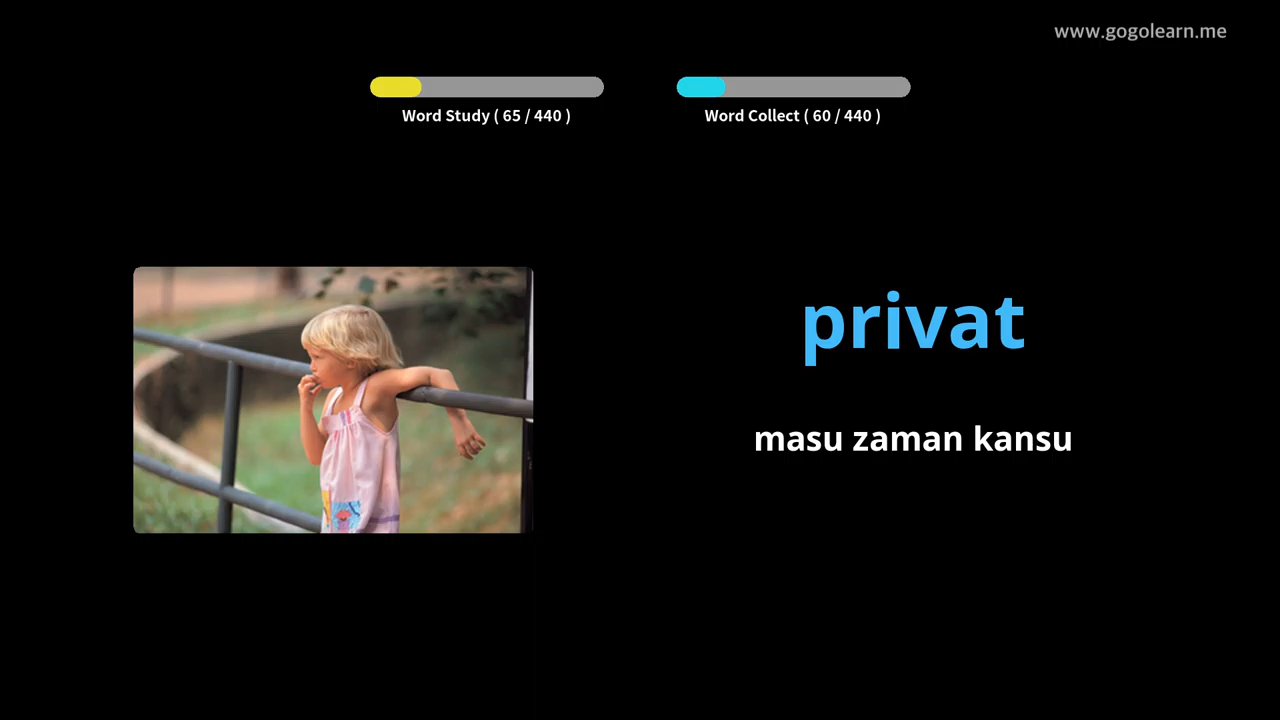 www.gogolearn.me
Word Study ( 65 / 440 )
Word Collect ( 60 / 440 )
privat
masu zaman kansu